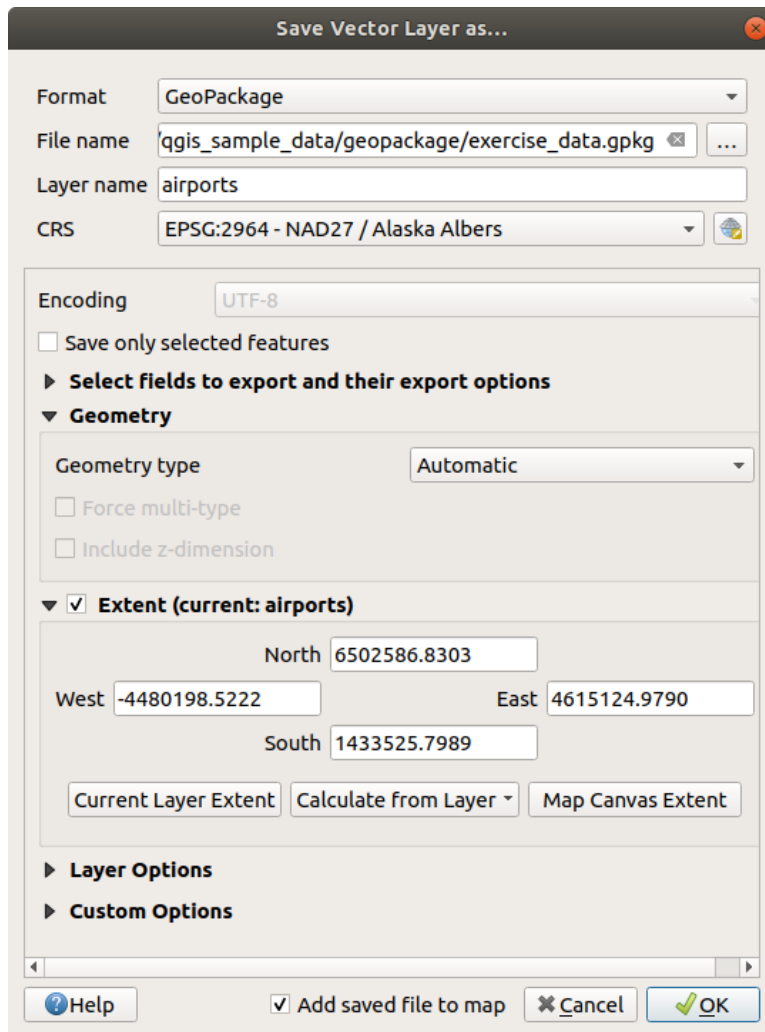 Save Vector Layer as...
Format GeoPackage
File name /qgis_sample_data/geopackage/exercise_data.gpkg ...
Layer name airports
CRS EPSG:2964 - NAD27 / Alaska Albers
Encoding UTF-8
Save only selected features
Select fields to export and their export options
Geometry
Geometry type Automatic
Force multi-type
Include z-dimension
Extent (current: airports)
North 6502586.8303
West -4480198.5222 East 4615124.9790
South 1433525.7989
Current Layer Extent Calculate from Layer Map Canvas Extent
Layer Options
Custom Options
Help Add saved file to map Cancel OK